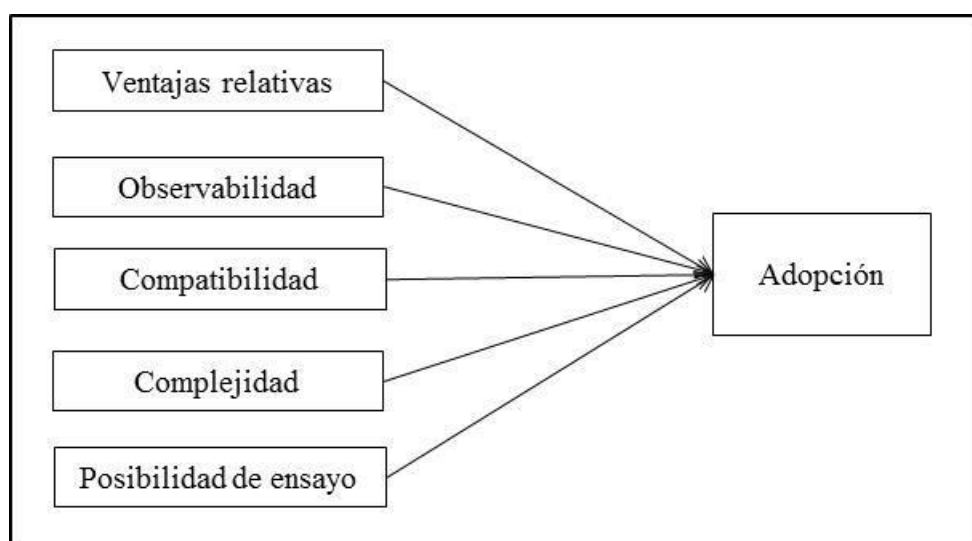 Ventajas relativas
Observabilidad
Compatibilidad
Complejidad
Posibilidad de ensayo
Adopción